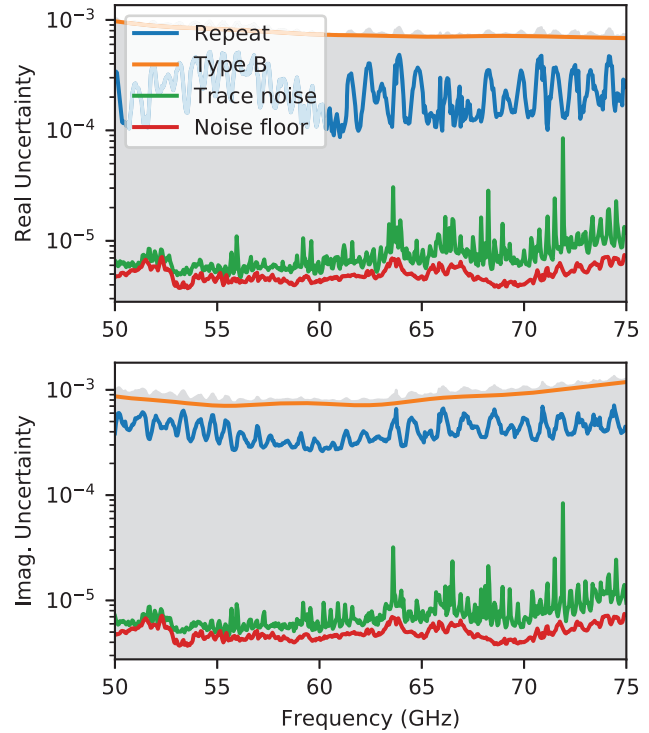 10⁻³
10⁻⁴
10⁻⁵
Real Uncertainty
Repeat
Type B
Trace noise
Noise floor
50 55 60 65 70 75
10⁻³
10⁻⁴
10⁻⁵
Imag. Uncertainty
50 55 60 65 70 75
Frequency (GHz)